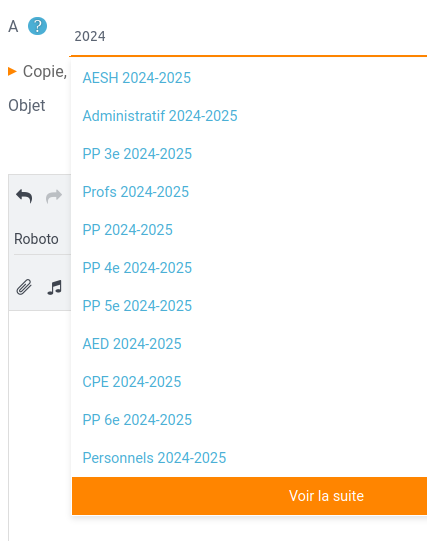 A ?
2024
Copie,
Objet
AESH 2024-2025
Administratif 2024-2025
PP 3e 2024-2025
Profs 2024-2025
PP 2024-2025
Roboto
PP 4e 2024-2025
PP 5e 2024-2025
AED 2024-2025
CPE 2024-2025
PP 6e 2024-2025
Personnels 2024-2025
Voir la suite